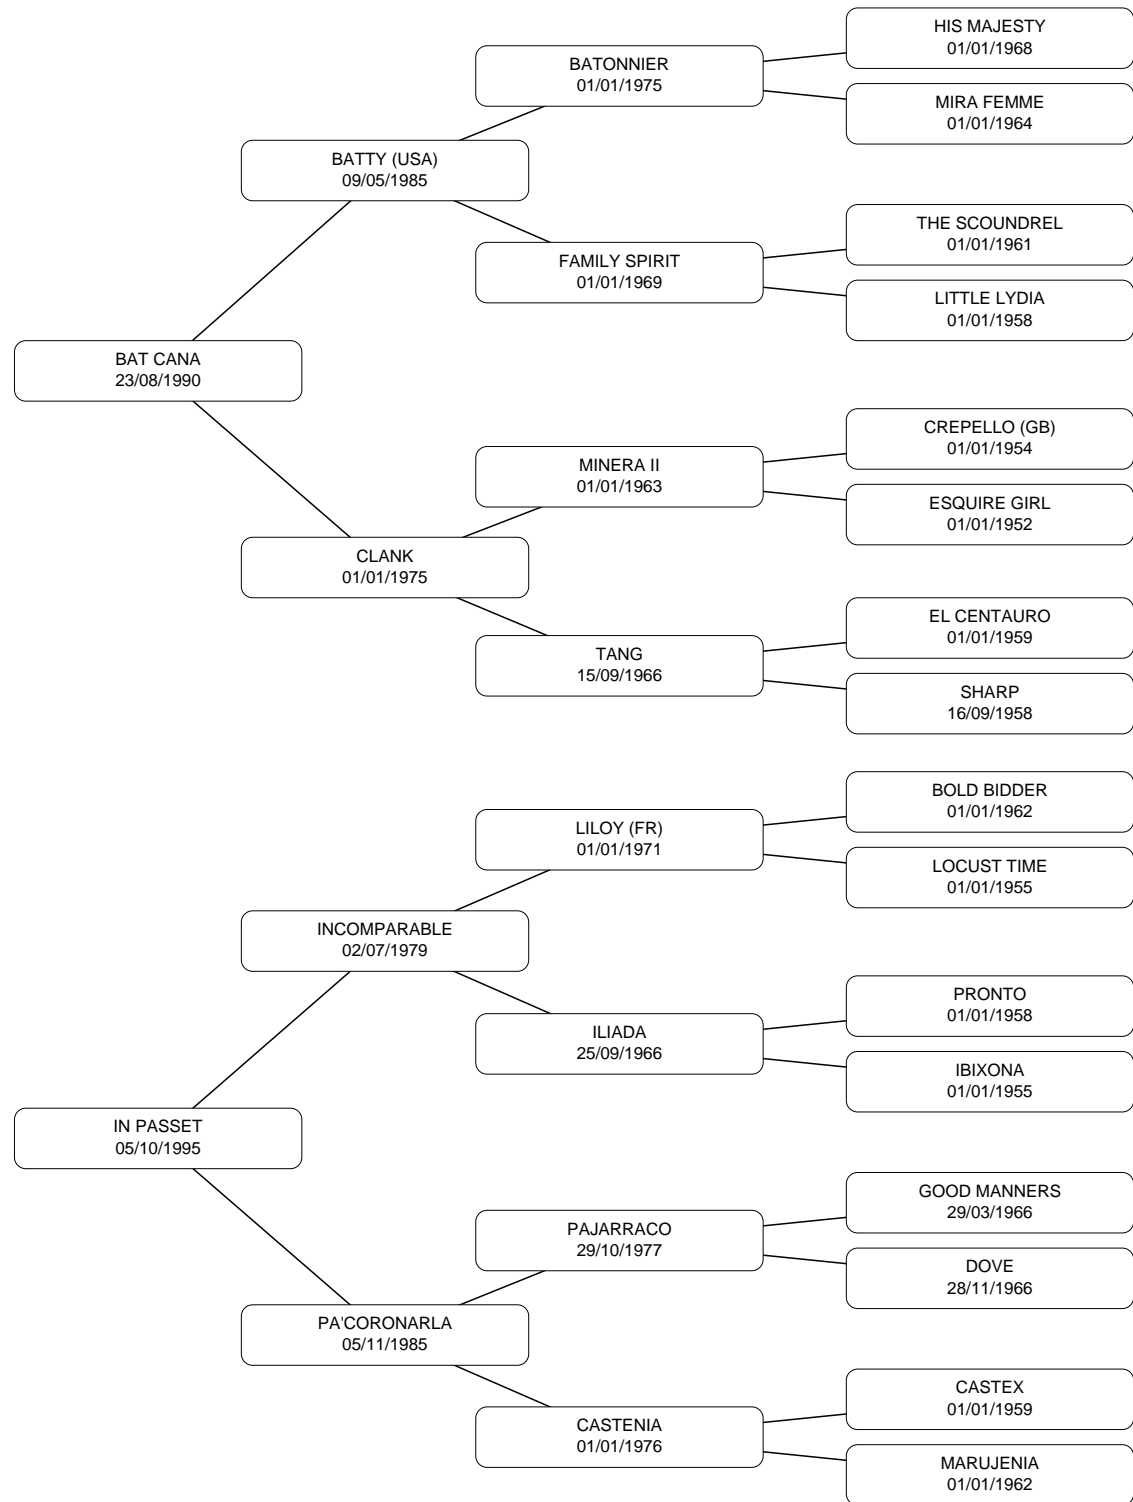 HIS MAJESTY
01/01/1968
BATONNIER
01/01/1975
MIRA FEMME
01/01/1964
BATTY (USA)
09/05/1985
THE SCOUNDREL
01/01/1961
FAMILY SPIRIT
01/01/1969
LITTLE LYDIA
01/01/1958
BAT CANA
23/08/1990
CREPELLO (GB)
01/01/1954
MINERA II
01/01/1963
ESQUIRE GIRL
01/01/1952
CLANK
01/01/1975
EL CENTAURO
01/01/1959
TANG
15/09/1966
SHARP
16/09/1958
BOLD BIDDER
01/01/1962
LILOY (FR)
01/01/1971
LOCUST TIME
01/01/1955
INCOMPARABLE
02/07/1979
PRONTO
01/01/1958
ILIADA
25/09/1966
IBIXONA
01/01/1955
IN PASSET
05/10/1995
GOOD MANNERS
29/03/1966
PAJARRACO
29/10/1977
DOVE
28/11/1966
PA'CORONARLA
05/11/1985
CASTEX
01/01/1959
CASTENIA
01/01/1976
MARUJENIA
01/01/1962